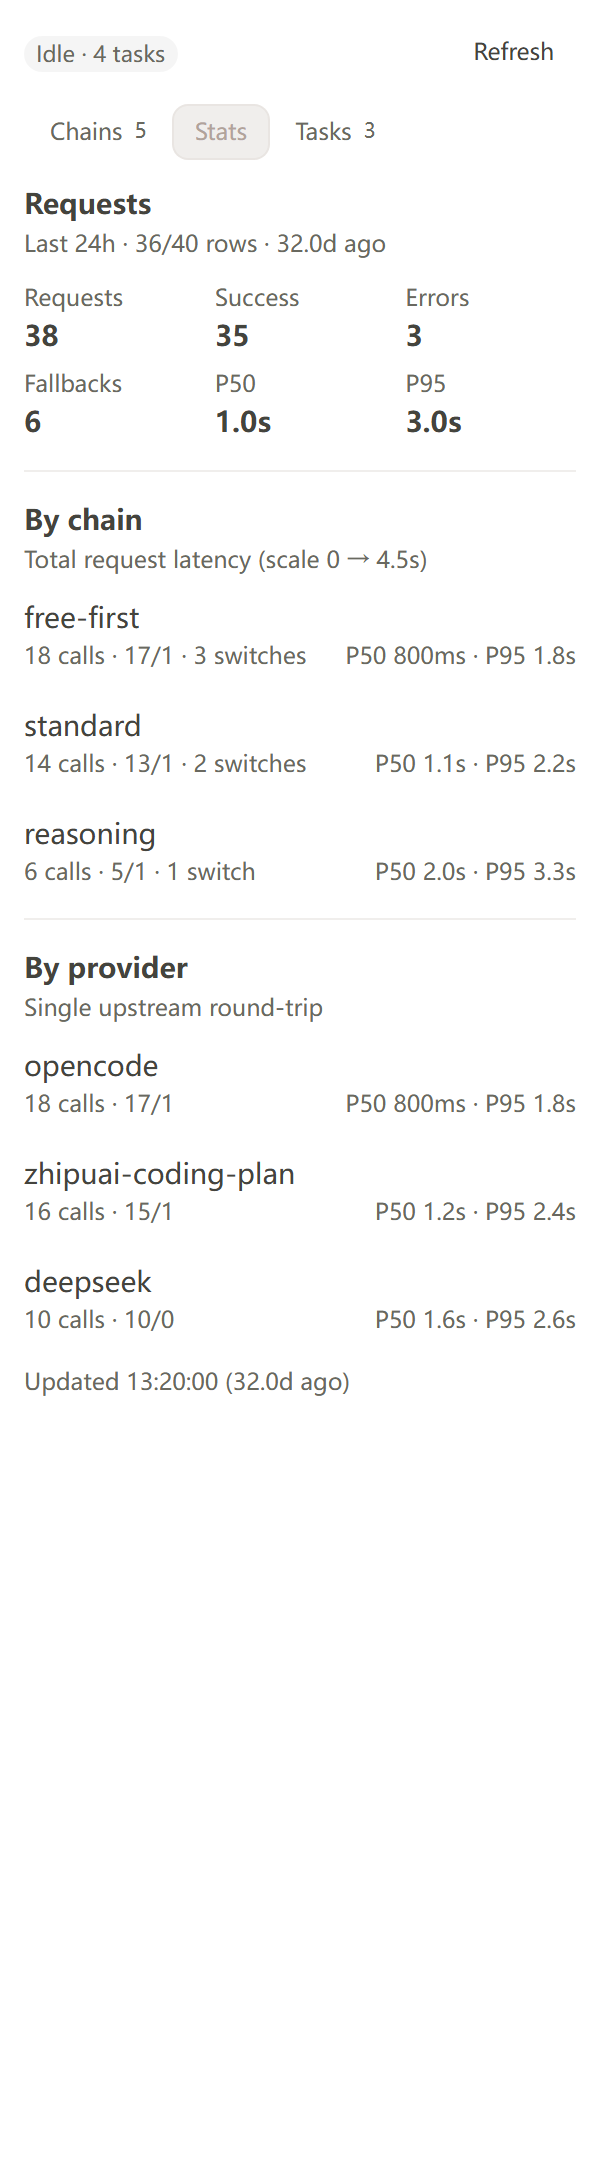 Idle · 4 tasks
Refresh
Chains 5 Stats Tasks 3
Requests
Last 24h · 36/40 rows · 32.0d ago
Requests Success Errors
38 35 3
Fallbacks P50 P95
6 1.0s 3.0s
By chain
Total request latency (scale 0 → 4.5s)
free-first
18 calls · 17/1 · 3 switches P50 800ms · P95 1.8s
standard
14 calls · 13/1 · 2 switches P50 1.1s · P95 2.2s
reasoning
6 calls · 5/1 · 1 switch P50 2.0s · P95 3.3s
By provider
Single upstream round-trip
opencode
18 calls · 17/1 P50 800ms · P95 1.8s
zhipuai-coding-plan
16 calls · 15/1 P50 1.2s · P95 2.4s
deepseek
10 calls · 10/0 P50 1.6s · P95 2.6s
Updated 13:20:00 (32.0d ago)